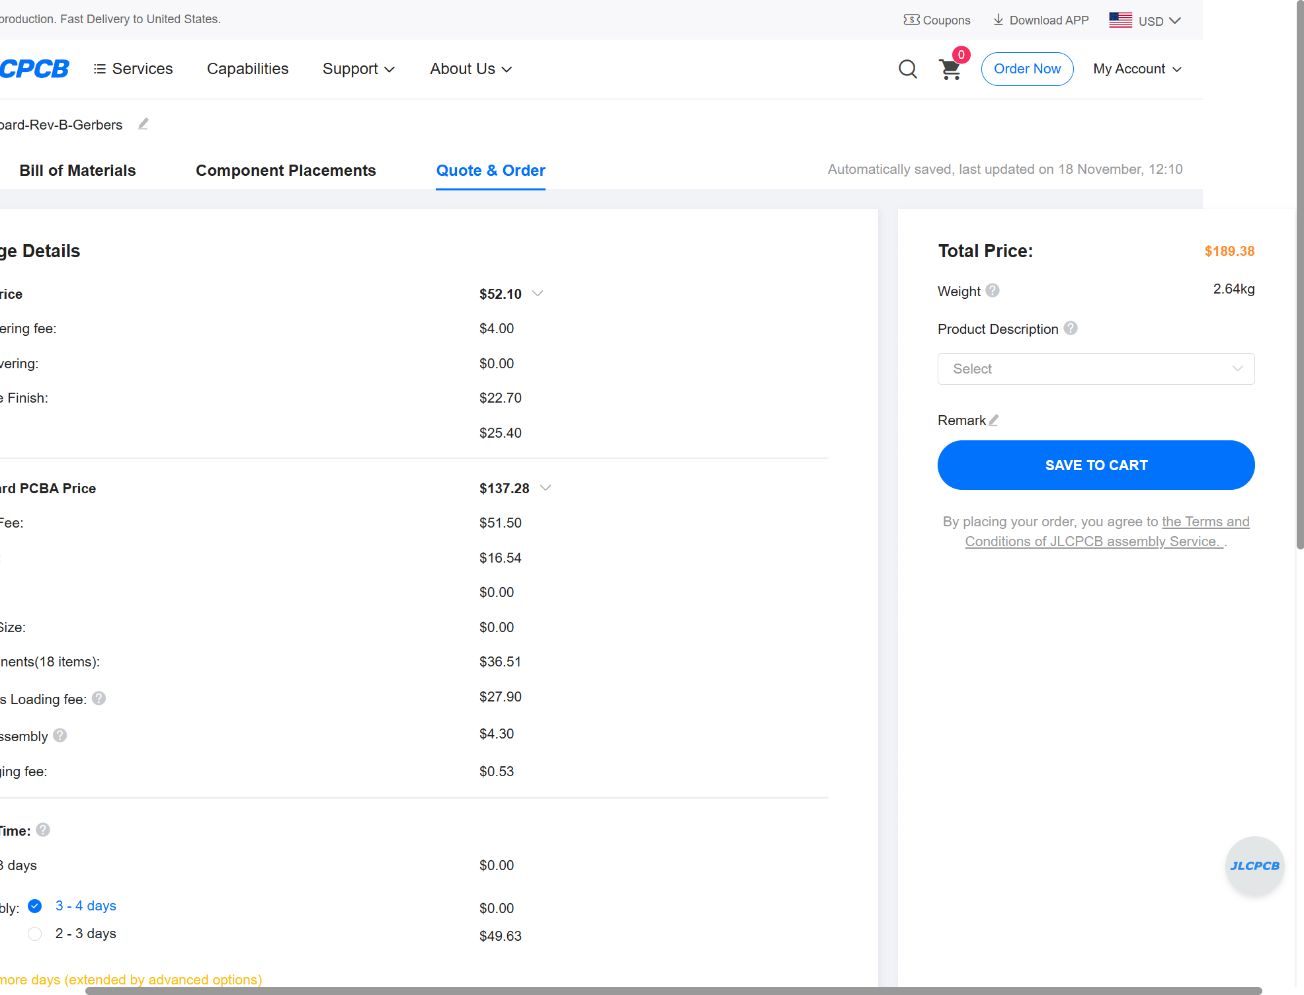 production. Fast Delivery to United States.
Coupons
Download APP
USD
CPCB
Services
Capabilities
Support
About Us
0
Order Now
My Account
oard-Rev-B-Gerbers
Bill of Materials
Component Placements
Quote & Order
Automatically saved, last updated on 18 November, 12:10
ge Details
rice $52.10
ering fee: $4.00
vering: $0.00
e Finish: $22.70
$25.40
rd PCBA Price $137.28
Fee: $51.50
: $16.54
$0.00
Size: $0.00
nents(18 items): $36.51
s Loading fee: ? $27.90
ssembly ? $4.30
ing fee: $0.53
Time: ?
3 days $0.00
bly: 3 - 4 days $0.00
2 - 3 days $49.63
more days (extended by advanced options)
Total Price: $189.38
Weight ? 2.64kg
Product Description ?
Select
Remark
SAVE TO CART
By placing your order, you agree to the Terms and
Conditions of JLCPCB assembly Service. .
JLCPCB